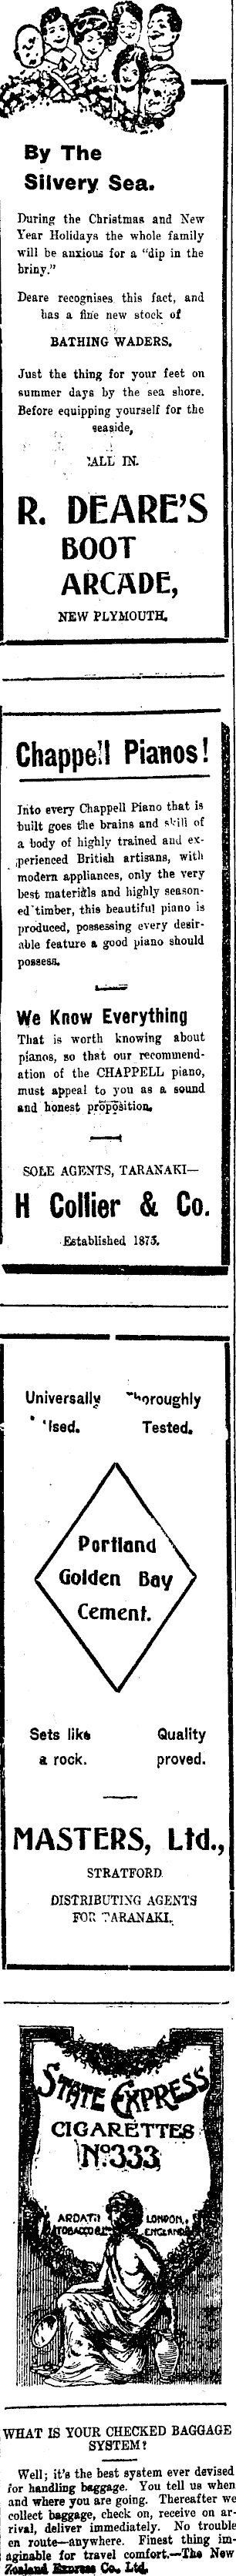 By The
Silvery Sea.
During the Christmas and New
Year Holidays the whole family
will be anxious for a "dip in the
briny."
Deare recognises this fact, and
has a fine new stock of
BATHING WADERS.
Just the thing for your feet on
summer days by the sea shore.
Before equipping yourself for the
seaside,
CALL IN.
R. DEARE'S
BOOT
ARCADE,
NEW PLYMOUTH.
Chappell Pianos!
Into every Chappell Piano that is
built goes the brains and skill of
a body of highly trained and ex-
perienced British artisans, with
modern appliances, only the very
best materials and highly season-
ed timber, this beautiful piano is
produced, possessing every desir-
able feature a good piano should
possess.
We Know Everything
That is worth knowing about
pianos, so that our recommend-
ation of the CHAPPELL piano,
must appeal to you as a sound
and honest proposition.
SOLE AGENTS, TARANAKI—
H Collier & Co.
Established 1875.
Universally Thoroughly
Used. Tested.
Portland
Golden Bay
Cement.
Sets like Quality
a rock. proved.
MASTERS, Ltd.,
STRATFORD.
DISTRIBUTING AGENTS
FOR TARANAKI.
STATE EXPRESS
CIGARETTES
No 333
ARDATH LONDON,
TOBACCO Co. ENGLAND
WHAT IS YOUR CHECKED BAGGAGE
SYSTEM?
Well; it's the best system ever devised
for handling baggage. You tell us when
and where you are going. Thereafter we
collect baggage, check on, receive on ar-
rival, deliver immediately. No trouble
en route—anywhere. Finest thing im-
aginable for travel comfort.—The New
Zealand Express Co., Ltd.